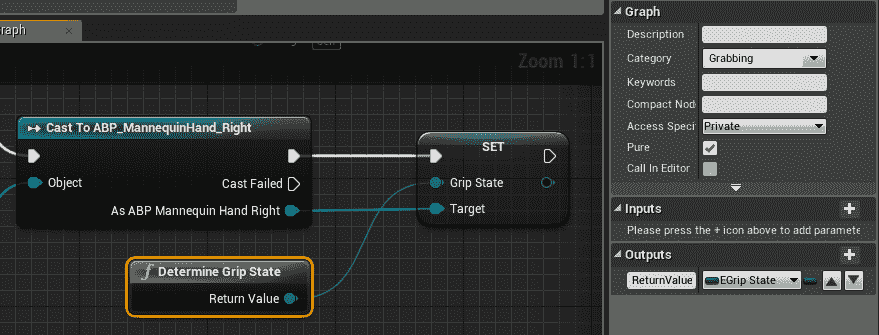 raph
Zoom 1:1
Cast To ABP_MannequinHand_Right
Object
Cast Failed
As ABP Mannequin Hand Right
SET
Grip State
Target
f Determine Grip State
Return Value
Graph
Description
Category Grabbing
Keywords
Compact Nod
Access Speci Private
Pure
Call In Editor
Inputs
Please press the + icon above to add paramete
Outputs
ReturnValue EGrip State